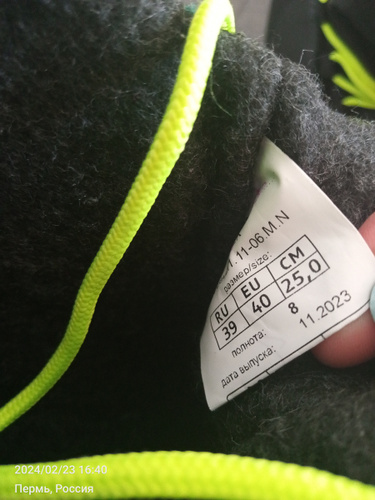 .11-06.M.N
размер/size:
RU EU CM
39 40 25,0
полнота: 8
дата выпуска: 11.2023
2024/02/23 16:40
Пермь, Россия